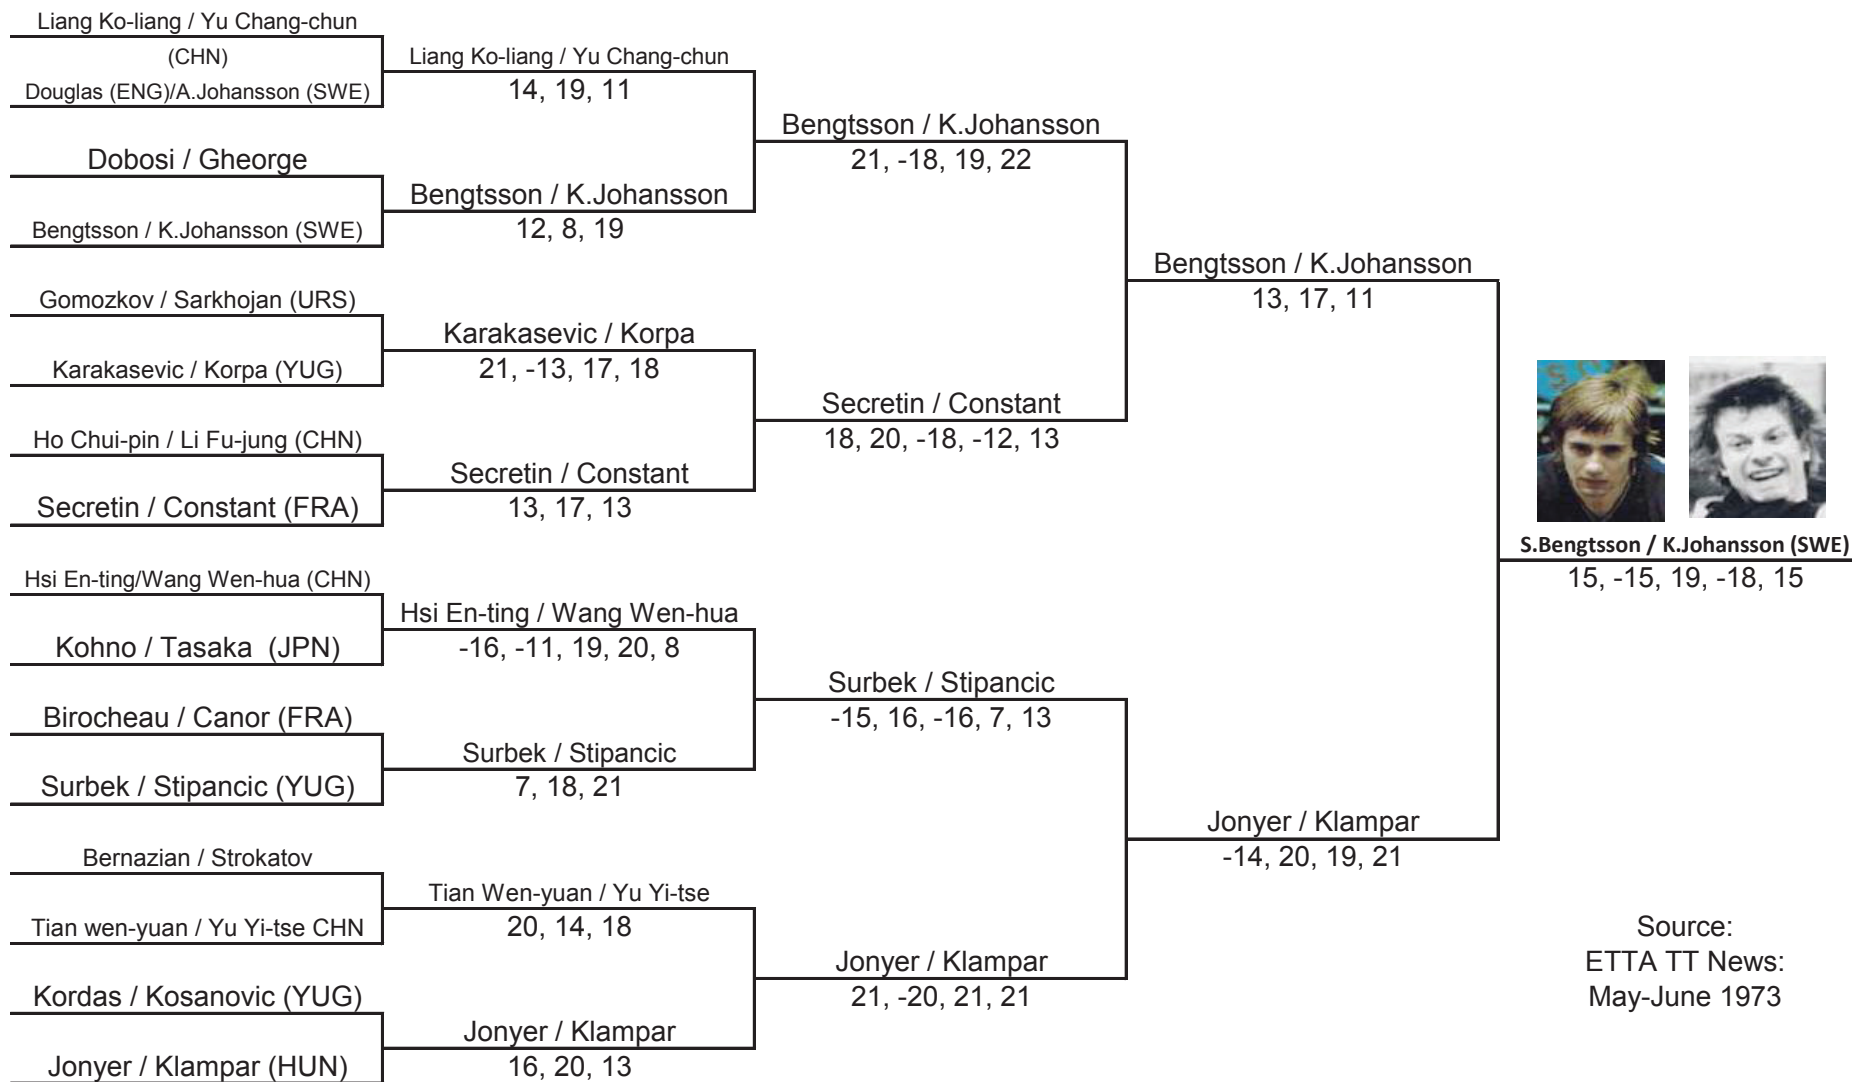 Liang Ko-liang / Yu Chang-chun
(CHN)
Douglas (ENG)/A.Johansson (SWE)
Dobosi / Gheorge
Bengtsson / K.Johansson (SWE)
Gomozkov / Sarkhojan (URS)
Karakasevic / Korpa (YUG)
Ho Chui-pin / Li Fu-jung (CHN)
Secretin / Constant (FRA)
Hsi En-ting/Wang Wen-hua (CHN)
Kohno / Tasaka (JPN)
Birocheau / Canor (FRA)
Surbek / Stipancic (YUG)
Bernazian / Strokatov
Tian wen-yuan / Yu Yi-tse CHN
Kordas / Kosanovic (YUG)
Jonyer / Klampar (HUN)
Liang Ko-liang / Yu Chang-chun
14, 19, 11
Bengtsson / K.Johansson
12, 8, 19
Karakasevic / Korpa
21, -13, 17, 18
Secretin / Constant
13, 17, 13
Hsi En-ting / Wang Wen-hua
-16, -11, 19, 20, 8
Surbek / Stipancic
7, 18, 21
Tian Wen-yuan / Yu Yi-tse
20, 14, 18
Jonyer / Klampar
16, 20, 13
Bengtsson / K.Johansson
21, -18, 19, 22
Secretin / Constant
18, 20, -18, -12, 13
Surbek / Stipancic
-15, 16, -16, 7, 13
Jonyer / Klampar
21, -20, 21, 21
Bengtsson / K.Johansson
13, 17, 11
Jonyer / Klampar
-14, 20, 19, 21
S.Bengtsson / K.Johansson (SWE)
15, -15, 19, -18, 15
Source:
ETTA TT News:
May-June 1973